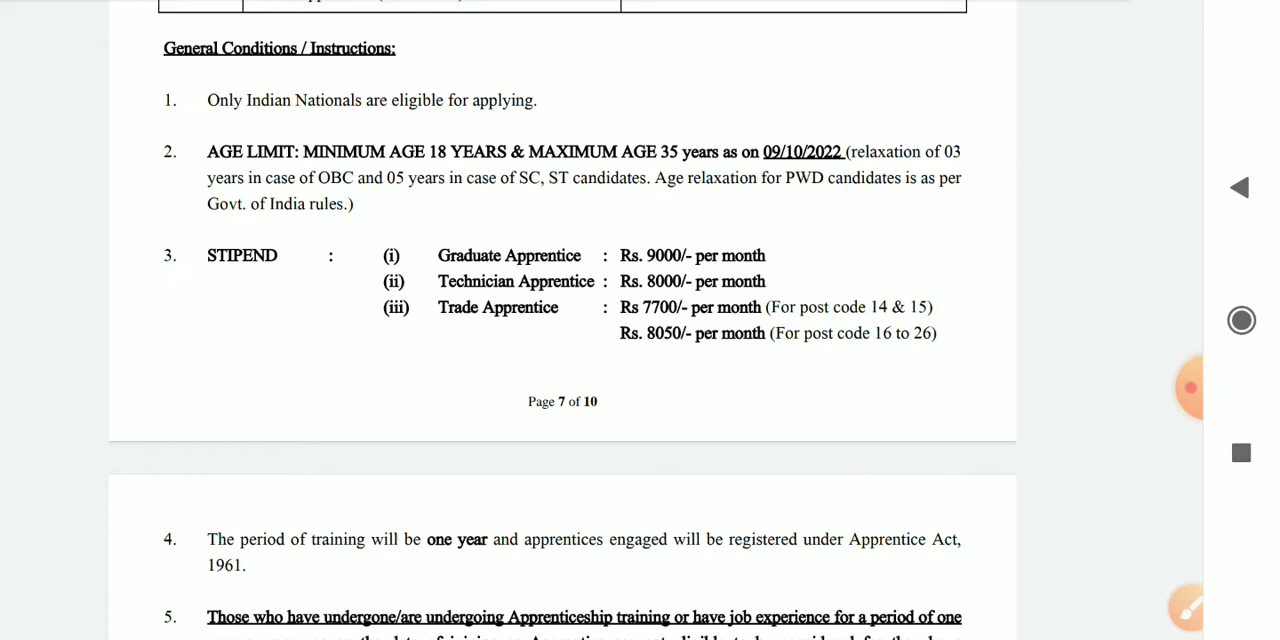 General Conditions / Instructions:
1. Only Indian Nationals are eligible for applying.
2. AGE LIMIT: MINIMUM AGE 18 YEARS & MAXIMUM AGE 35 years as on 09/10/2022 (relaxation of 03
years in case of OBC and 05 years in case of SC, ST candidates. Age relaxation for PWD candidates is as per
Govt. of India rules.)
3. STIPEND : (i) Graduate Apprentice : Rs. 9000/- per month
(ii) Technician Apprentice : Rs. 8000/- per month
(iii) Trade Apprentice : Rs 7700/- per month (For post code 14 & 15)
Rs. 8050/- per month (For post code 16 to 26)
Page 7 of 10
4. The period of training will be one year and apprentices engaged will be registered under Apprentice Act,
1961.
5. Those who have undergone/are undergoing Apprenticeship training or have job experience for a period of one